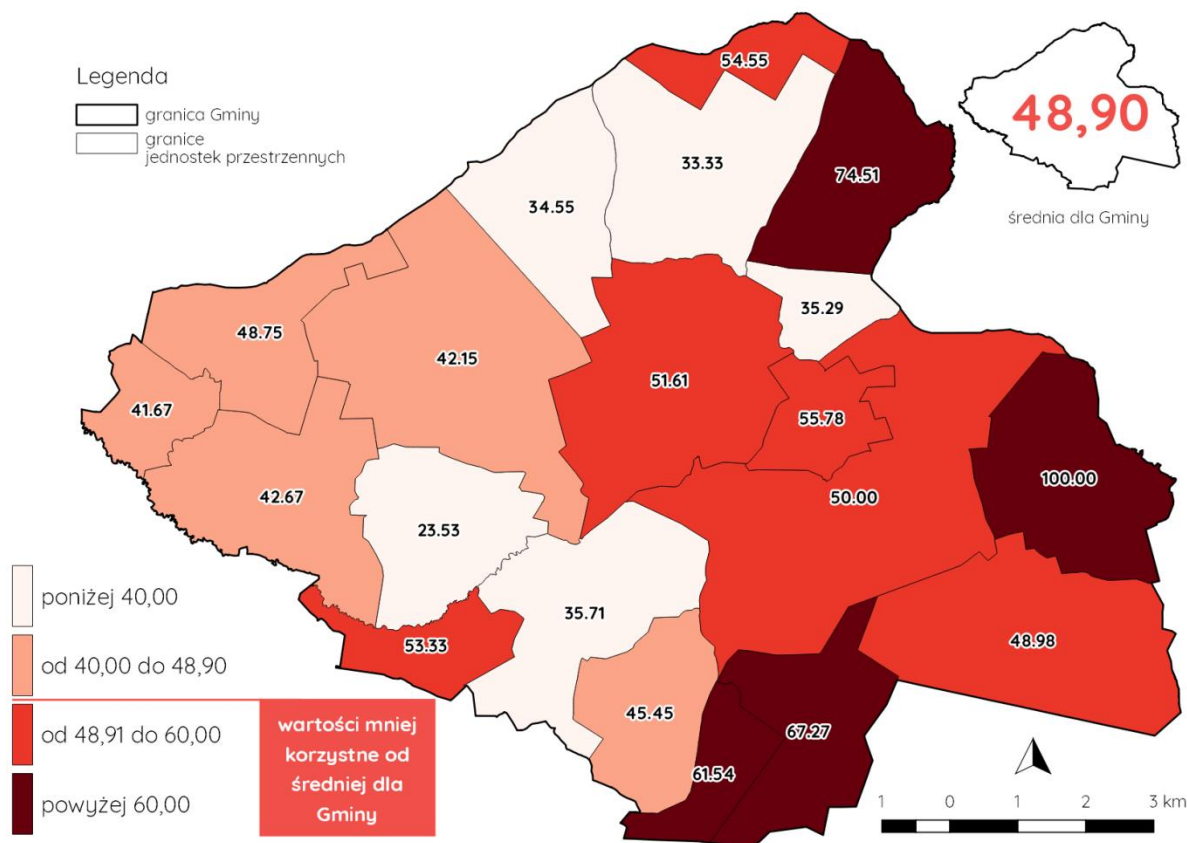 Legenda
granica Gminy
granice
jednostek przestrzennych
54.55
48,90
średnia dla Gminy
33.33
74.51
34.55
35.29
48.75
42.15
51.61
41.67
55.78
42.67
23.53
50.00
100.00
35.71
53.33
48.98
45.45
67.27
61.54
poniżej 40,00
od 40,00 do 48,90
od 48,91 do 60,00
powyżej 60,00
wartości mniej
korzystne od
średniej dla
Gminy
1 0 1 2 3 km